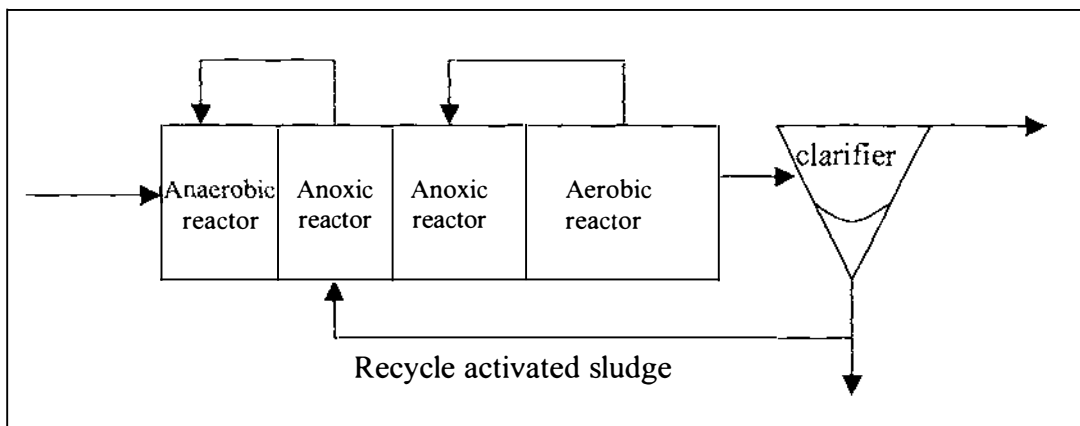 clarifier
Anaerobic
reactor
Anoxic
reactor
Anoxic
reactor
Aerobic
reactor
Recycle activated sludge